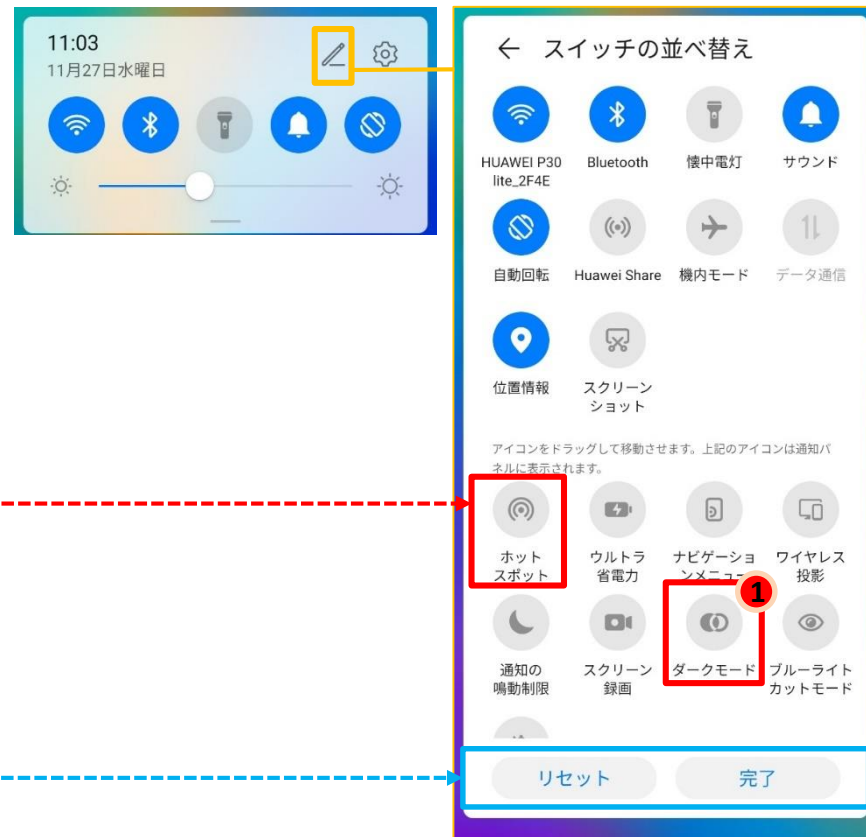 11:03
11月27日水曜日
← スイッチの並べ替え
HUAWEI P30
lite_2F4E
Bluetooth
懐中電灯
サウンド
自動回転
Huawei Share
機内モード
データ通信
位置情報
スクリーン
ショット
アイコンをドラッグして移動させます。上記のアイコンは通知パ
ネルに表示されます。
ホット
スポット
ウルトラ
省電力
ナビゲーショ
ンメニュー
ワイヤレス
投影
1
通知の
鳴動制限
スクリーン
録画
ダークモード
ブルーライト
カットモード
リセット
完了